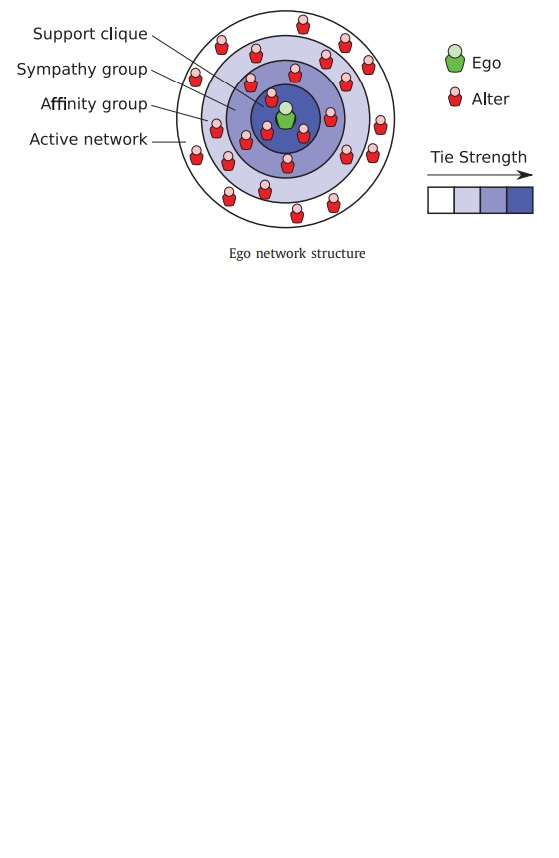 Support clique
Sympathy group
Affinity group
Active network
Ego
Alter
Tie Strength
Ego network structure